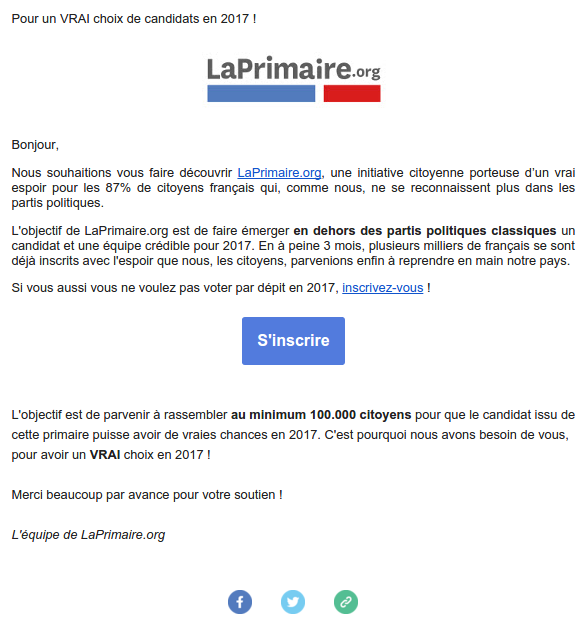 Pour un VRAI choix de candidats en 2017 !
LaPrimaire.org
Bonjour,
Nous souhaitions vous faire découvrir LaPrimaire.org, une initiative citoyenne porteuse d'un vrai
espoir pour les 87% de citoyens français qui, comme nous, ne se reconnaissent plus dans les
partis politiques.
L'objectif de LaPrimaire.org est de faire émerger en dehors des partis politiques classiques un
candidat et une équipe crédible pour 2017. En à peine 3 mois, plusieurs milliers de français se sont
déjà inscrits avec l'espoir que nous, les citoyens, parvenions enfin à reprendre en main notre pays.
Si vous aussi vous ne voulez pas voter par dépit en 2017, inscrivez-vous !
S'inscrire
L'objectif est de parvenir à rassembler au minimum 100.000 citoyens pour que le candidat issu de
cette primaire puisse avoir de vraies chances en 2017. C'est pourquoi nous avons besoin de vous,
pour avoir un VRAI choix en 2017 !
Merci beaucoup par avance pour votre soutien !
L'équipe de LaPrimaire.org